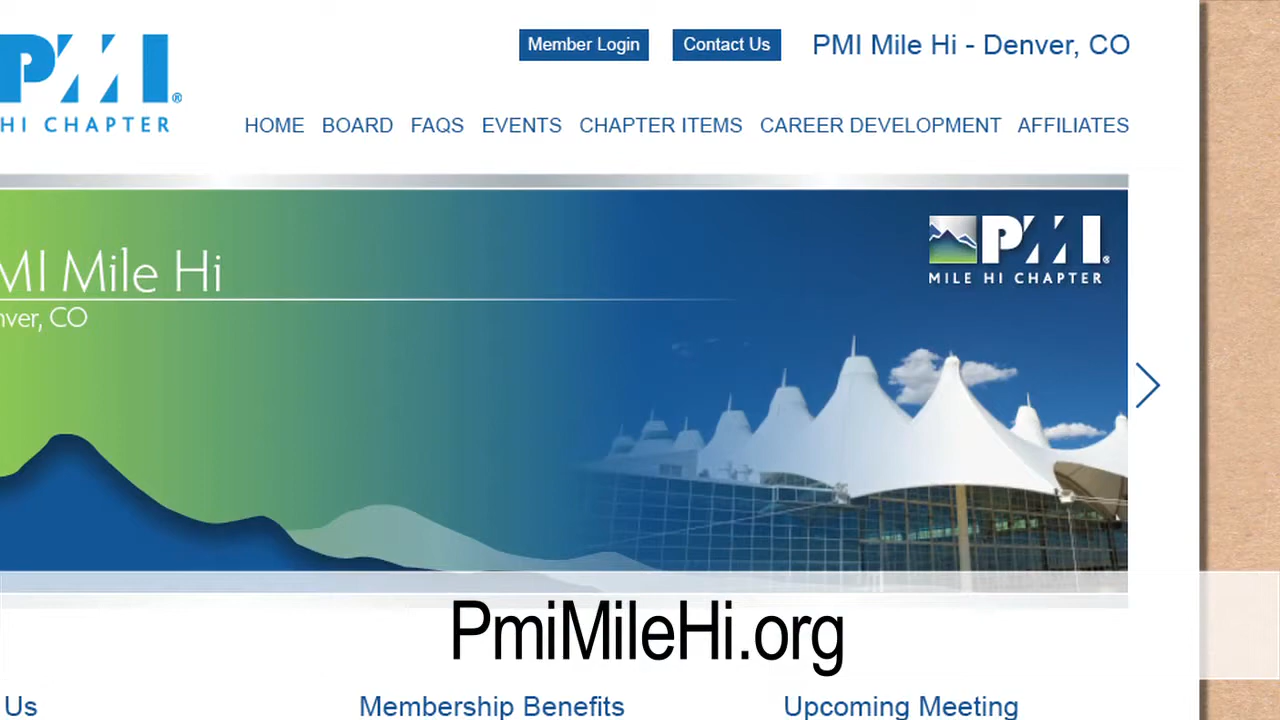 Member Login
Contact Us
PMI Mile Hi - Denver, CO
PMI®
HI CHAPTER
HOME BOARD FAQS EVENTS CHAPTER ITEMS CAREER DEVELOPMENT AFFILIATES
PMI®
MILE HI CHAPTER
MI Mile Hi
nver, CO
PmiMileHi.org
Us
Membership Benefits
Upcoming Meeting